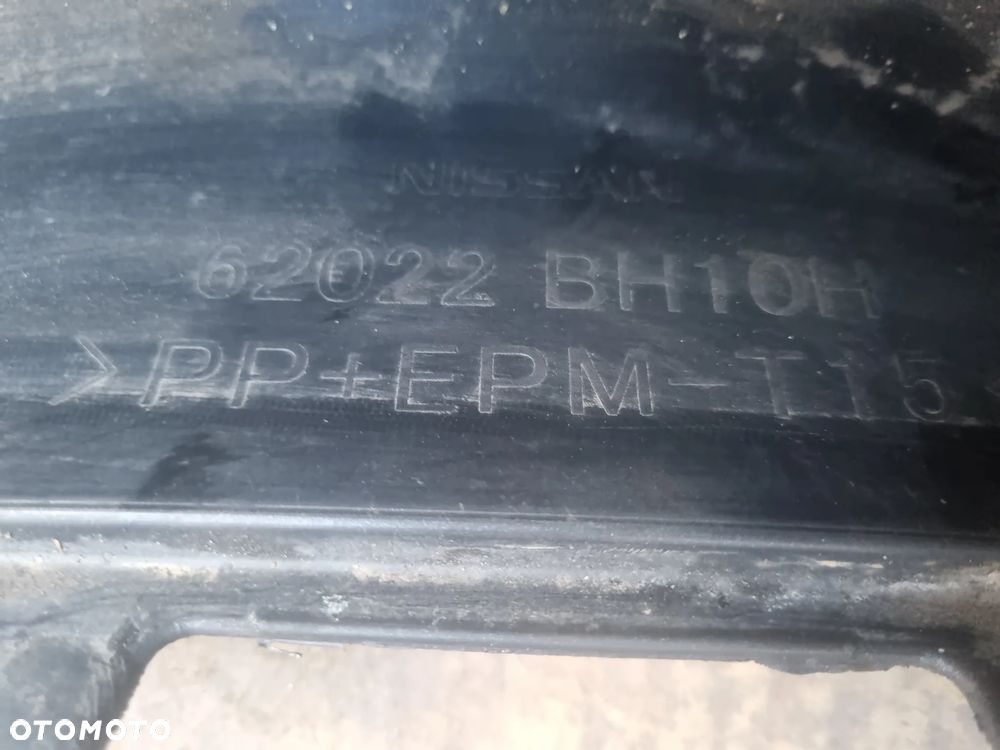 NISSAN
62022 BH10H
>PP+EPM-T15
OTOMOTO